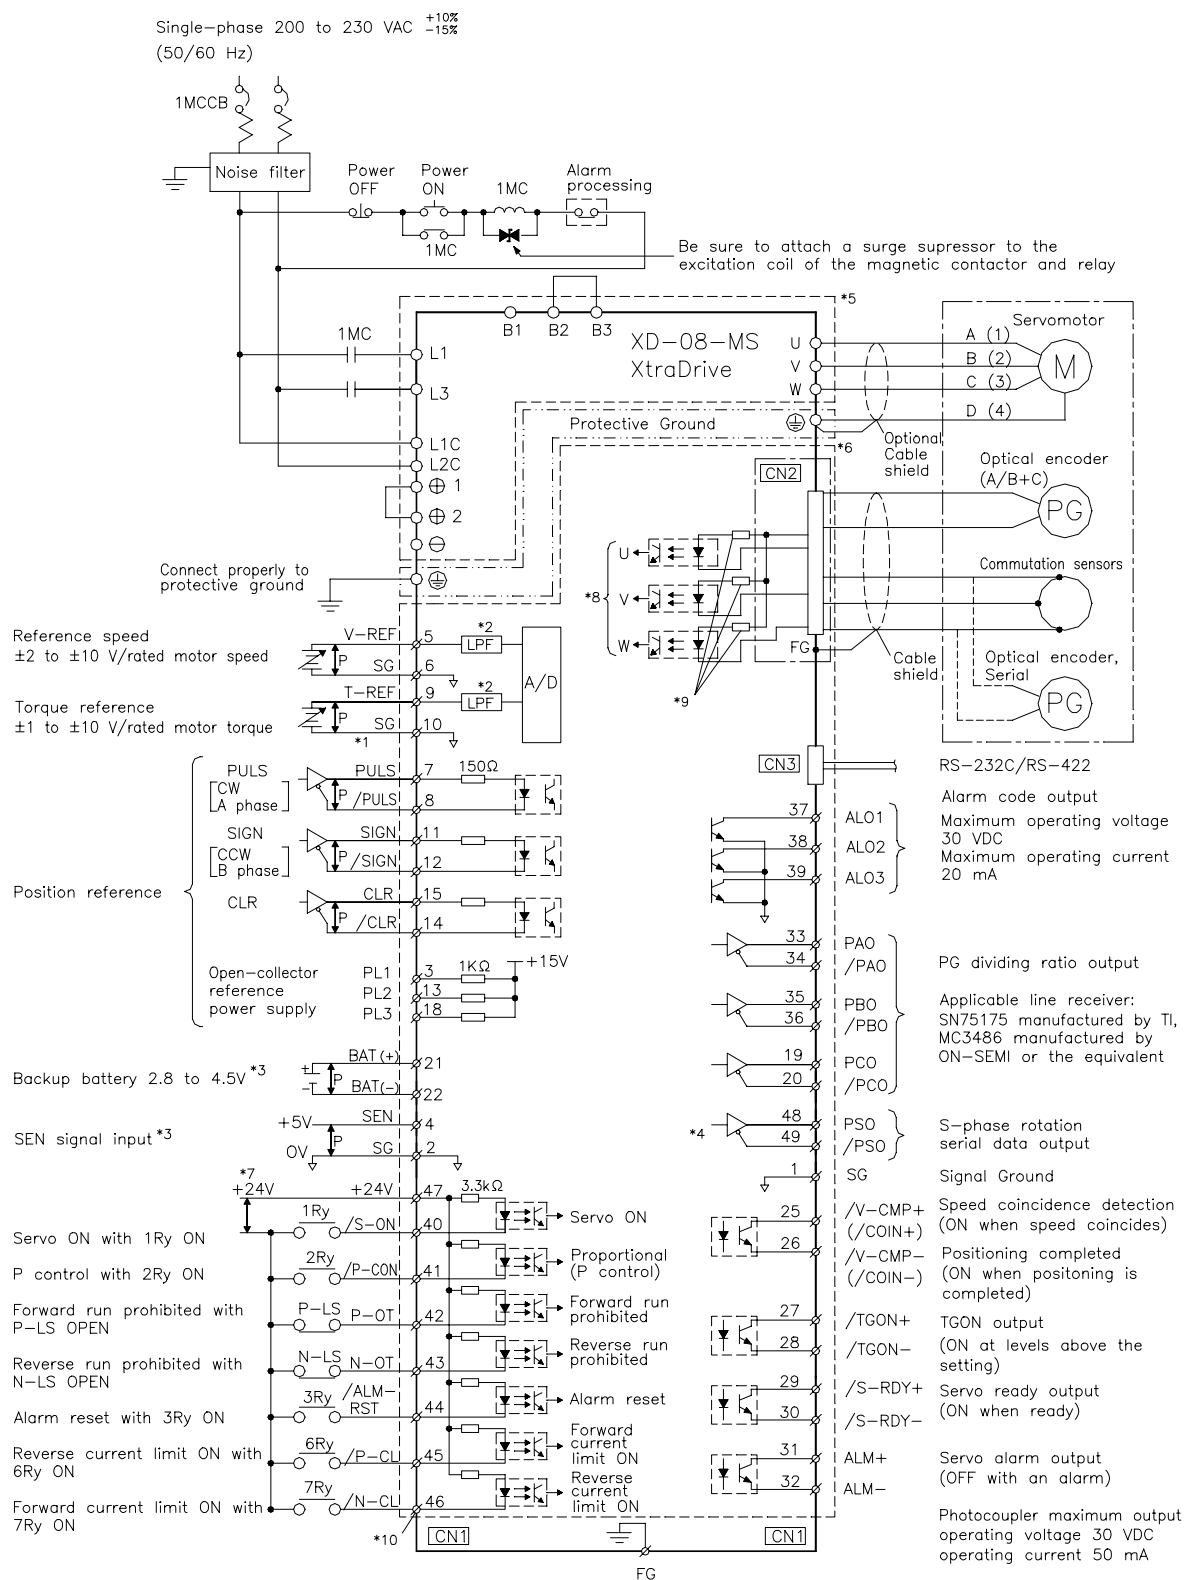 Single-phase 200 to 230 VAC +10% -15%
(50/60 Hz)
1MCCB
Noise filter
Power OFF
Power ON
1MC
Alarm processing
1MC
Be sure to attach a surge supressor to the
excitation coil of the magnetic contactor and relay
*5
B1 B2 B3
1MC
L1
L3
L1C
L2C
1
2
XD-08-MS
XtraDrive
U
V
W
A (1)
B (2)
C (3)
D (4)
Servomotor
M
Protective Ground
*6
Optional
Cable
shield
CN2
Optical encoder
(A/B+C)
PG
Commutation sensors
*8
U
V
W
*9
FG
Cable
shield
Optical encoder,
Serial
PG
Connect properly to
protective ground
Reference speed
±2 to ±10 V/rated motor speed
V-REF 5 *2 LPF
P
SG 6
Torque reference
±1 to ±10 V/rated motor torque
T-REF 9 *2 LPF
P
SG 10
*1
A/D
CN3
RS-232C/RS-422
Position reference
PULS
CW
A phase
PULS 7 150Ω
P
/PULS 8
SIGN
CCW
B phase
SIGN 11
P
/SIGN 12
CLR
CLR 15
P
/CLR 14
Open-collector
reference
power supply
PL1 3 1KΩ +15V
PL2 13
PL3 18
Backup battery 2.8 to 4.5V *3
+
-
BAT(+) 21
P
BAT(-) 22
SEN signal input *3
+5V SEN 4
P
0V SG 2
*7
+24V +24V 47 3.3kΩ
Servo ON with 1Ry ON
1Ry /S-ON 40 Servo ON
P control with 2Ry ON
2Ry /P-CON 41 Proportional
(P control)
Forward run prohibited with
P-LS OPEN
P-LS P-OT 42 Forward run
prohibited
Reverse run prohibited with
N-LS OPEN
N-LS N-OT 43 Reverse run
prohibited
Alarm reset with 3Ry ON
3Ry /ALM-
RST 44 Alarm reset
Reverse current limit ON with
6Ry ON
6Ry /P-CL 45 Forward
current
limit ON
Forward current limit ON with
7Ry ON
7Ry /N-CL 46 Reverse
current
limit ON
*10
CN1
CN1
FG
37 ALO1
38 ALO2
39 ALO3
Alarm code output
Maximum operating voltage
30 VDC
Maximum operating current
20 mA
33 PAO
34 /PAO
35 PBO
36 /PBO
19 PCO
20 /PCO
PG dividing ratio output
Applicable line receiver:
SN75175 manufactured by TI,
MC3486 manufactured by
ON-SEMI or the equivalent
*4
48 PSO
49 /PSO
S-phase rotation
serial data output
1 SG Signal Ground
25 /V-CMP+
(/COIN+)
26 /V-CMP-
(/COIN-)
Speed coincidence detection
(ON when speed coincides)
Positioning completed
(ON when positoning is
completed)
27 /TGON+
28 /TGON-
TGON output
(ON at levels above the
setting)
29 /S-RDY+
30 /S-RDY-
Servo ready output
(ON when ready)
31 ALM+
32 ALM-
Servo alarm output
(OFF with an alarm)
Photocoupler maximum output
operating voltage 30 VDC
operating current 50 mA